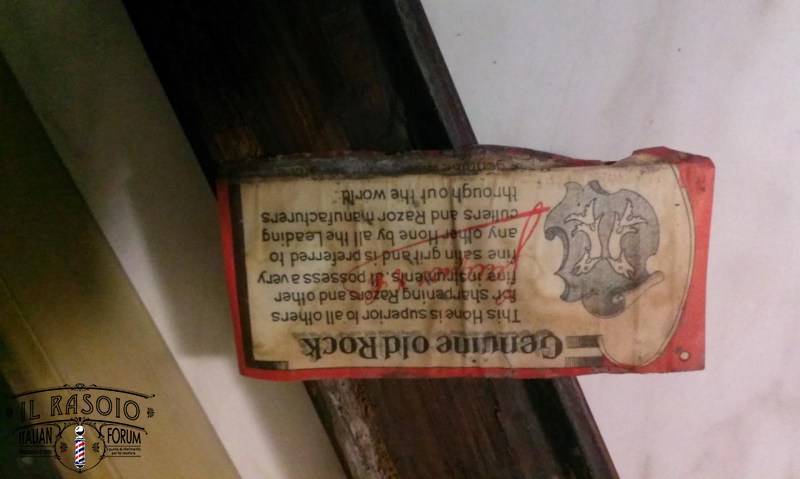 Genuine old Rock
This Hone is superior to all others
for sharpening Razors and other
fine instruments. Jt possess a very
fine satin grit and is preferred to
any other Hone by all the Leading
cutlers and Razor manufacturers
throughout the world.
genuine
IL RASOIO
ITALIAN FORUM